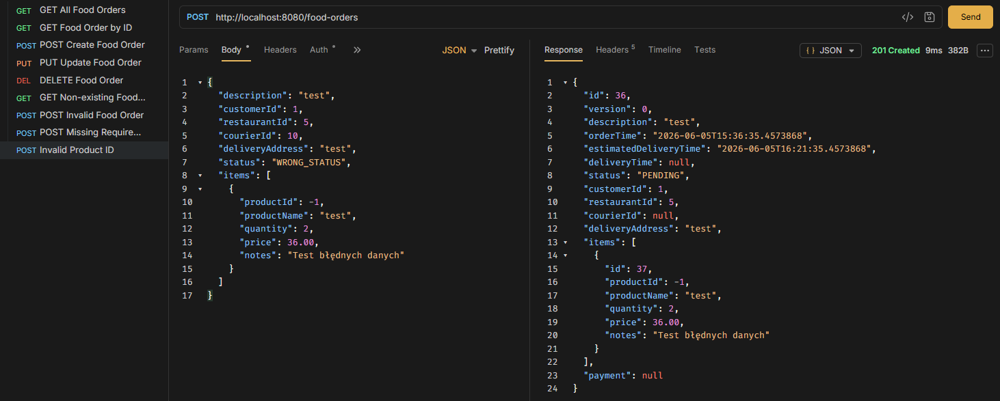 GET GET All Food Orders
GET GET Food Order by ID
POST POST Create Food Order
PUT PUT Update Food Order
DEL DELETE Food Order
GET GET Non-existing Food...
POST POST Invalid Food Order
POST POST Missing Require...
POST Invalid Product ID
POST http://localhost:8080/food-orders
</> Send
Params Body Headers Auth JSON Prettify
1 {
2 "description": "test",
3 "customerId": 1,
4 "restaurantId": 5,
5 "courierId": 10,
6 "deliveryAddress": "test",
7 "status": "WRONG_STATUS",
8 "items": [
9 {
10 "productId": -1,
11 "productName": "test",
12 "quantity": 2,
13 "price": 36.00,
14 "notes": "Test błędnych danych"
15 }
16 ]
17 }
Response Headers 5 Timeline Tests { } JSON 201 Created 9ms 382B ...
1 {
2 "id": 36,
3 "version": 0,
4 "description": "test",
5 "orderTime": "2026-06-05T15:36:35.4573868",
6 "estimatedDeliveryTime": "2026-06-05T16:21:35.4573868",
7 "deliveryTime": null,
8 "status": "PENDING",
9 "customerId": 1,
10 "restaurantId": 5,
11 "courierId": null,
12 "deliveryAddress": "test",
13 "items": [
14 {
15 "id": 37,
16 "productId": -1,
17 "productName": "test",
18 "quantity": 2,
19 "price": 36.00,
20 "notes": "Test błędnych danych"
21 }
22 ],
23 "payment": null
24 }